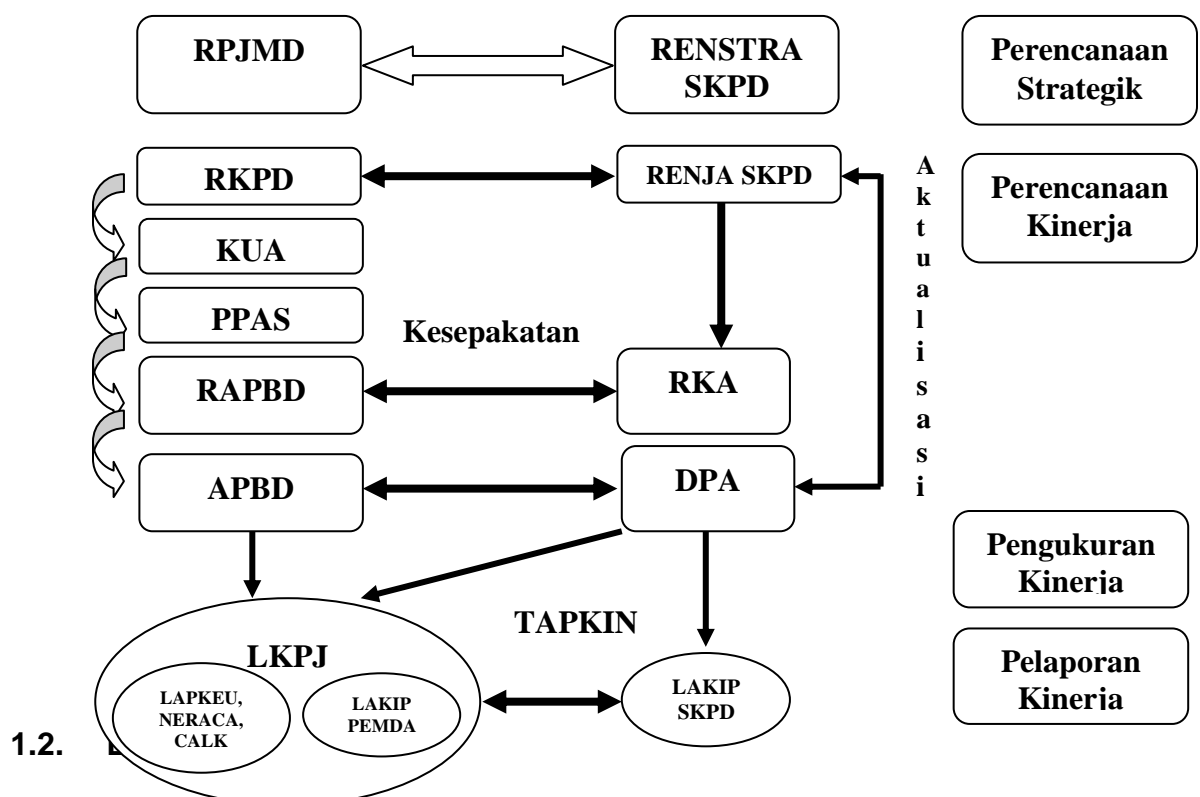 RPJMD
RENSTRA
SKPD
Perencanaan
Strategik
RKPD
RENJA SKPD
Aktualisasi
Perencanaan
Kinerja
KUA
PPAS
Kesepakatan
RAPBD
RKA
APBD
DPA
Pengukuran
Kinerja
TAPKIN
LKPJ
LAPKEU,
NERACA,
CALK
LAKIP
PEMDA
LAKIP
SKPD
Pelaporan
Kinerja
1.2.